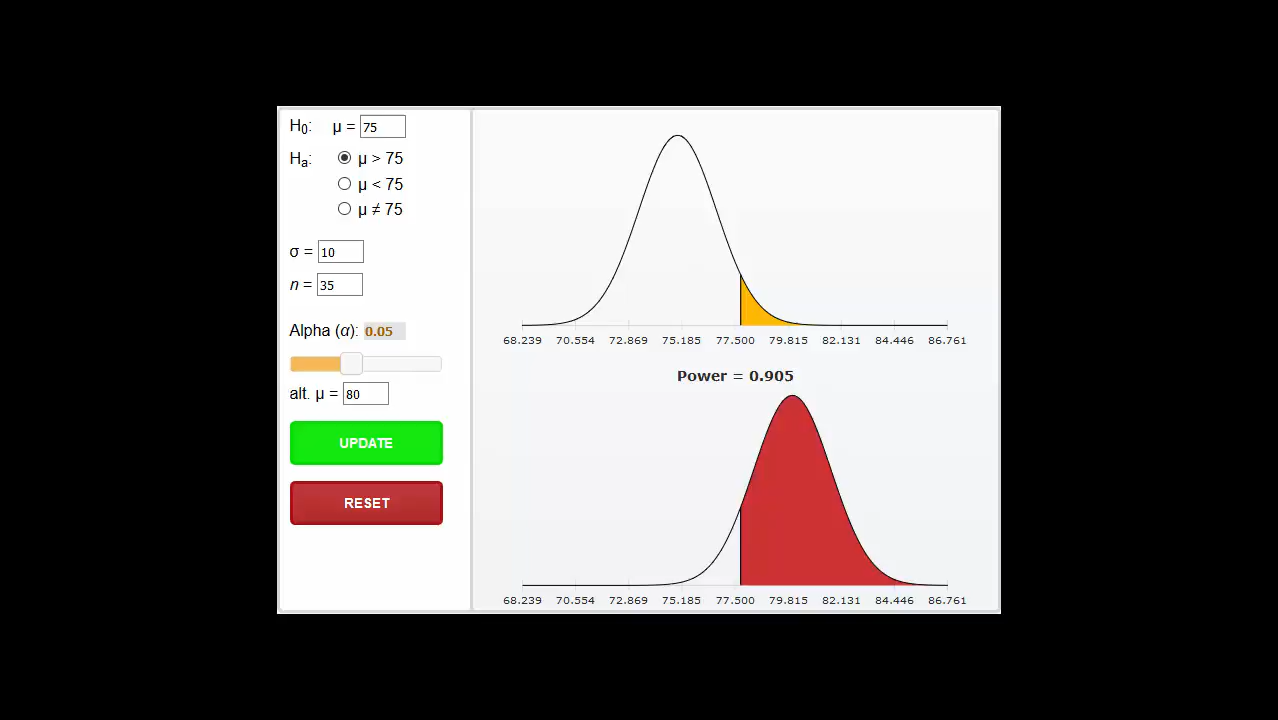 H0: μ = 75
Ha: μ > 75
μ < 75
μ ≠ 75
σ = 10
n = 35
Alpha (α): 0.05
alt. μ = 80
UPDATE
RESET
68.239 70.554 72.869 75.185 77.500 79.815 82.131 84.446 86.761
Power = 0.905
68.239 70.554 72.869 75.185 77.500 79.815 82.131 84.446 86.761